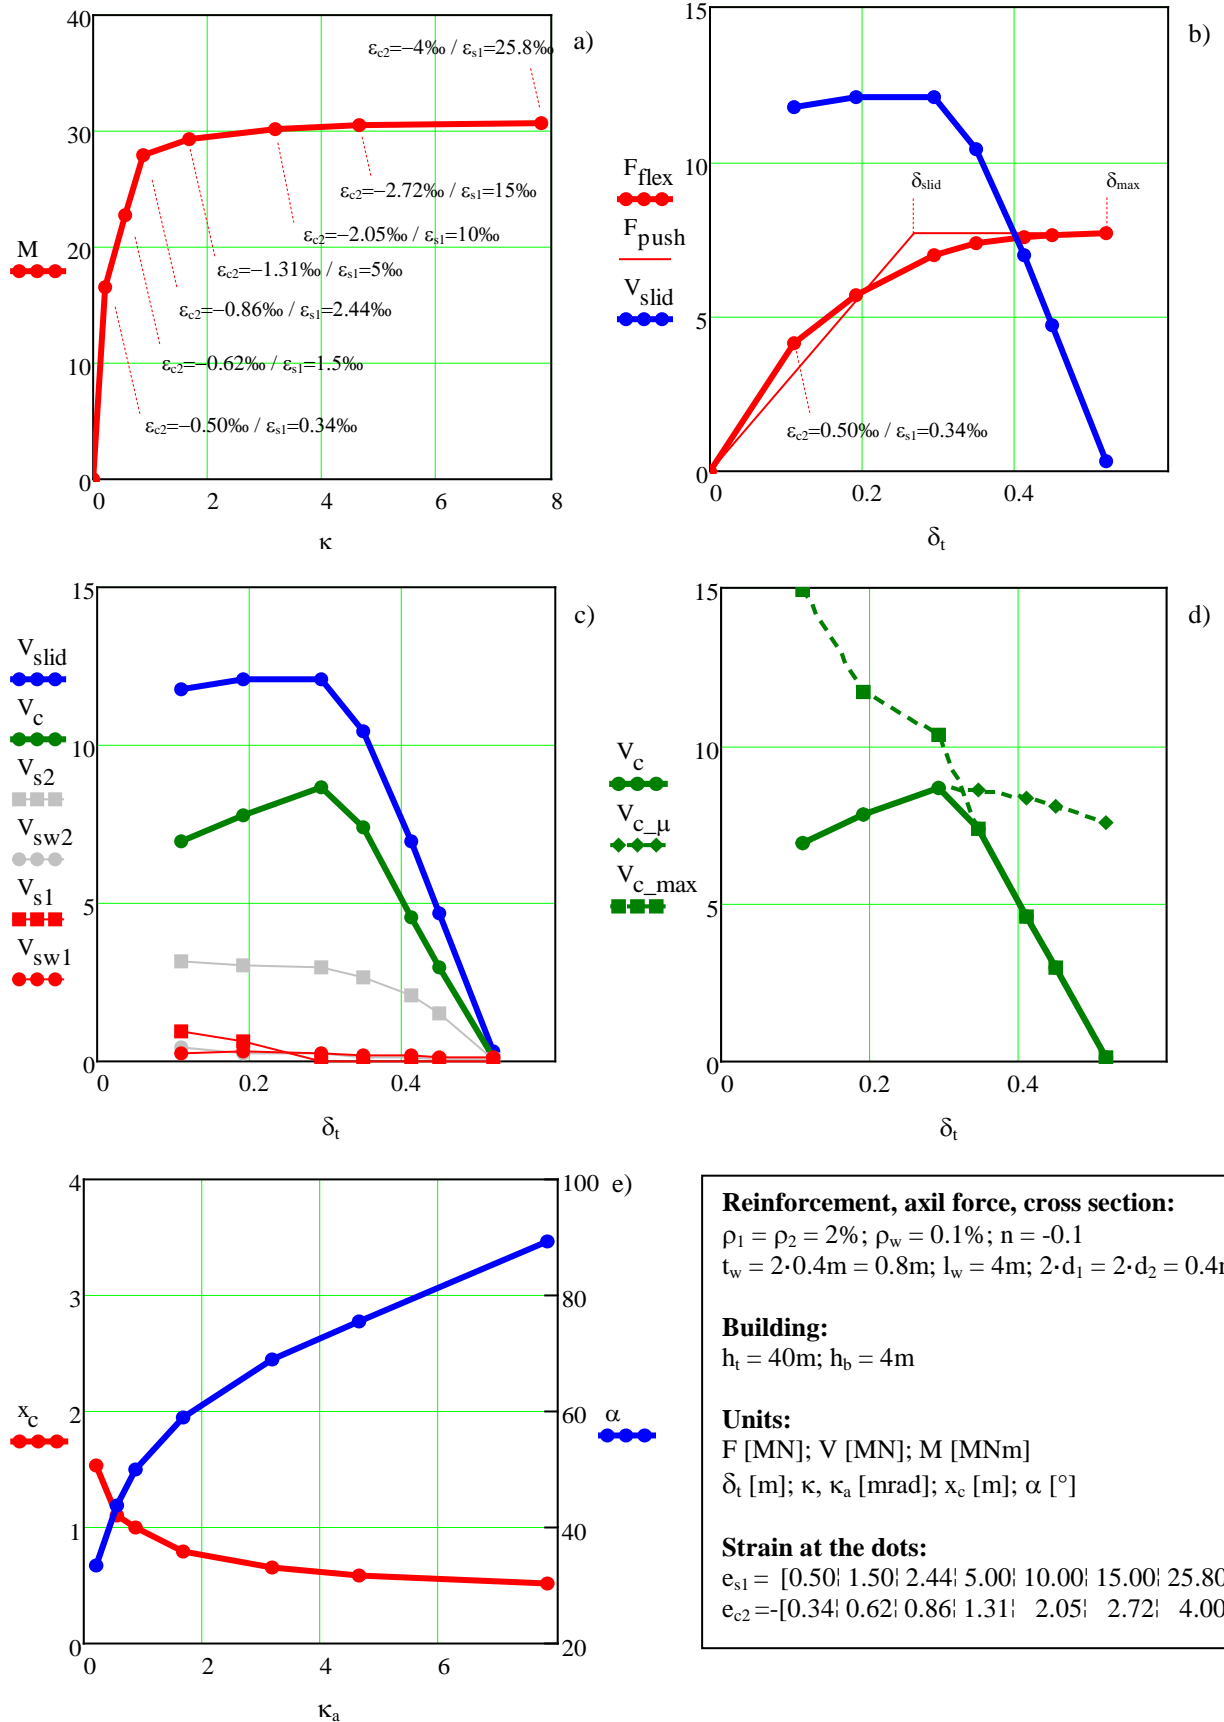 a)
40
30
20
10
0
0 2 4 6 8
M
κ
εc2=−4‰ / εs1=25.8‰
εc2=−2.72‰ / εs1=15‰
εc2=−2.05‰ / εs1=10‰
εc2=−1.31‰ / εs1=5‰
εc2=−0.86‰ / εs1=2.44‰
εc2=−0.62‰ / εs1=1.5‰
εc2=−0.50‰ / εs1=0.34‰
b)
15
10
5
0
0 0.2 0.4
Fflex
Fpush
Vslid
δslid
δmax
εc2=0.50‰ / εs1=0.34‰
δt
c)
15
10
5
0
0 0.2 0.4
Vslid
Vc
Vs2
Vsw2
Vs1
Vsw1
δt
d)
15
10
5
0
0 0.2 0.4
Vc
Vc_μ
Vc_max
δt
e)
4
3
2
1
0
0 2 4 6
100
80
60
40
20
xc
α
κa
Reinforcement, axil force, cross section:
ρ1 = ρ2 = 2%; ρw = 0.1%; n = -0.1
tw = 2·0.4m = 0.8m; lw = 4m; 2·d1 = 2·d2 = 0.4m
Building:
ht = 40m; hb = 4m
Units:
F [MN]; V [MN]; M [MNm]
δt [m]; κ, κa [mrad]; xc [m]; α [°]
Strain at the dots:
es1 = [0.50¦ 1.50¦ 2.44¦ 5.00¦ 10.00¦ 15.00¦ 25.80
ec2 =-[0.34¦ 0.62¦ 0.86¦ 1.31¦ 2.05¦ 2.72¦ 4.00